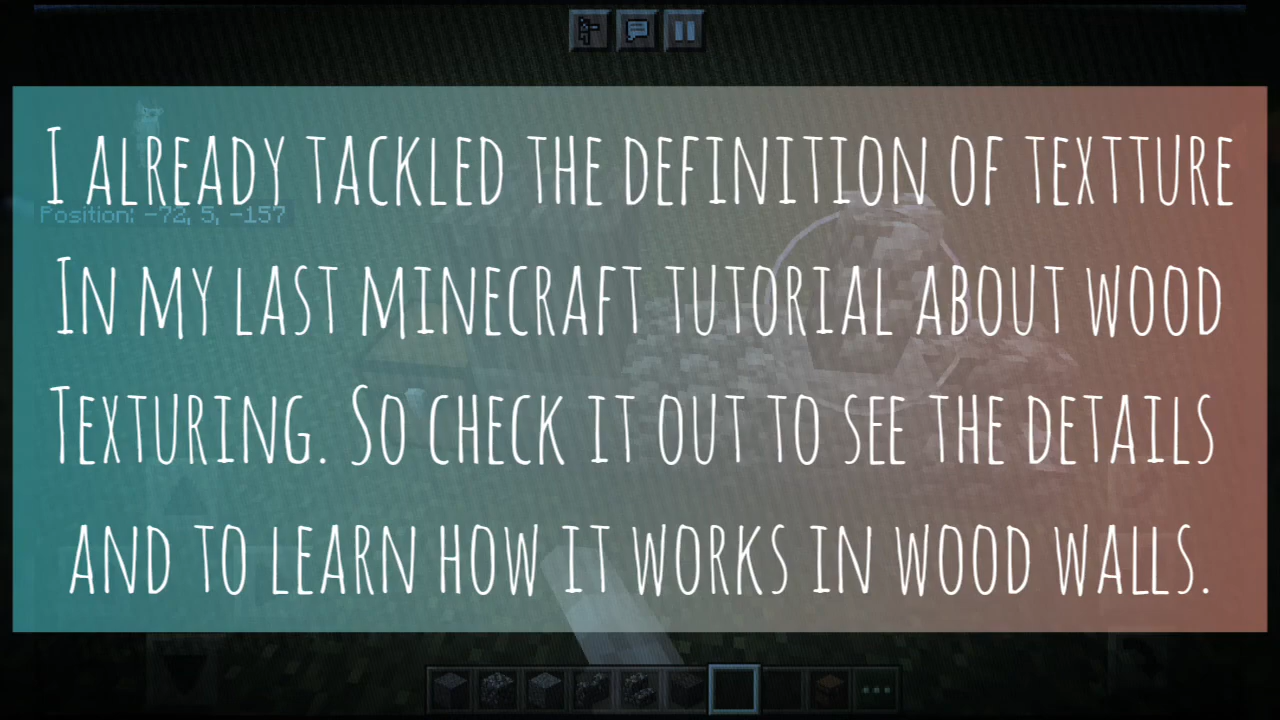 I ALREADY TACKLED THE DEFINITION OF TEXTTURE
Position: -72, 5, -157
IN MY LAST MINECRAFT TUTORIAL ABOUT WOOD
TEXTURING. SO CHECK IT OUT TO SEE THE DETAILS
AND TO LEARN HOW IT WORKS IN WOOD WALLS.